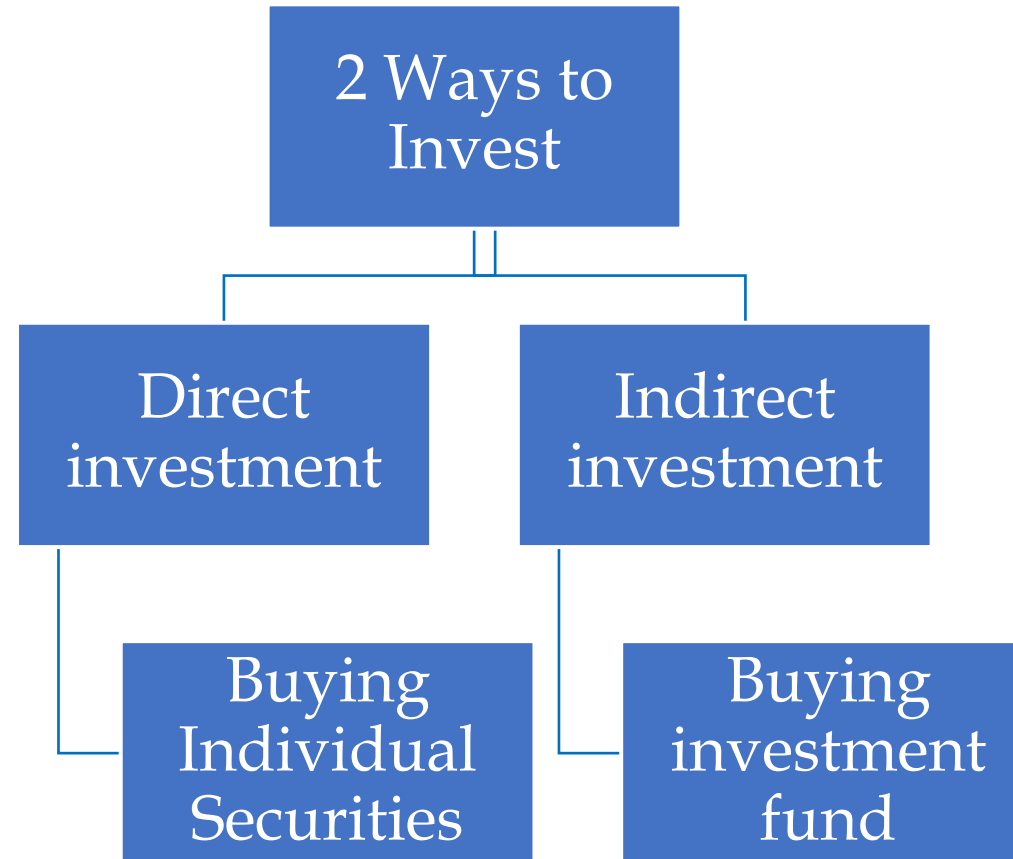 2 Ways to
Invest
Direct
investment
Indirect
investment
Buying
Individual
Securities
Buying
investment
fund